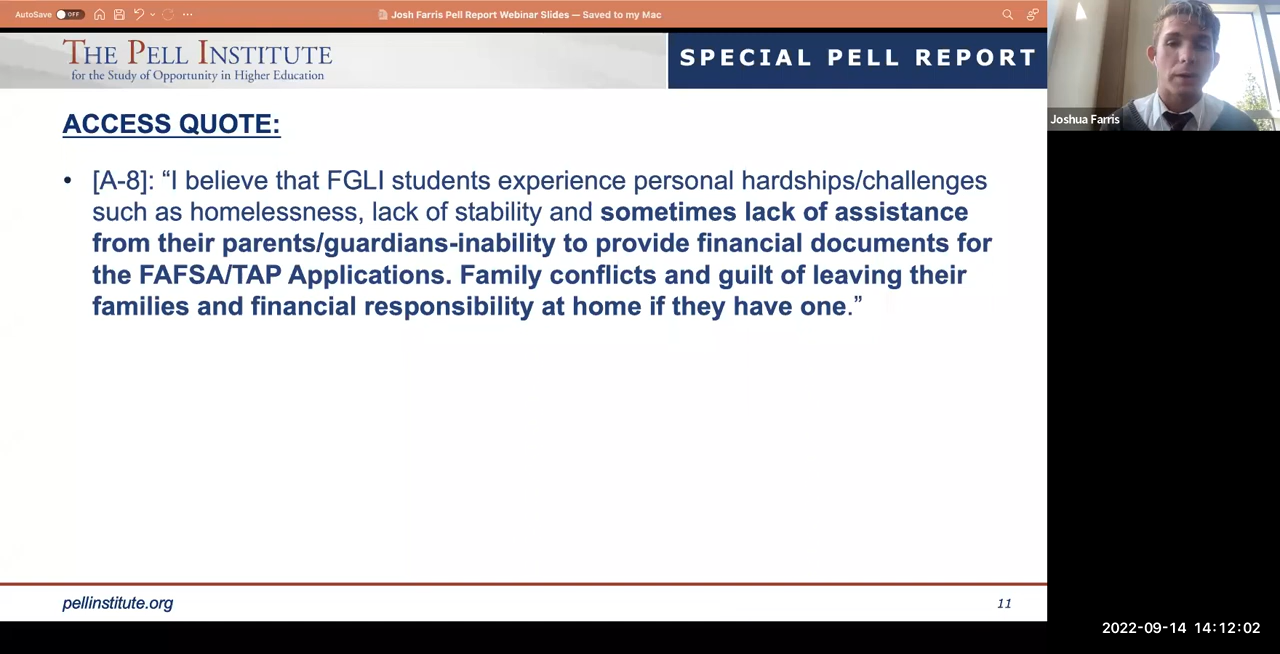 AutoSave OFF
Josh Farris Pell Report Webinar Slides — Saved to my Mac
THE PELL INSTITUTE
for the Study of Opportunity in Higher Education
SPECIAL PELL REPORT
Joshua Farris
ACCESS QUOTE:
• [A-8]: “I believe that FGLI students experience personal hardships/challenges
such as homelessness, lack of stability and sometimes lack of assistance
from their parents/guardians-inability to provide financial documents for
the FAFSA/TAP Applications. Family conflicts and guilt of leaving their
families and financial responsibility at home if they have one.”
pellinstitute.org
11
2022-09-14 14:12:02